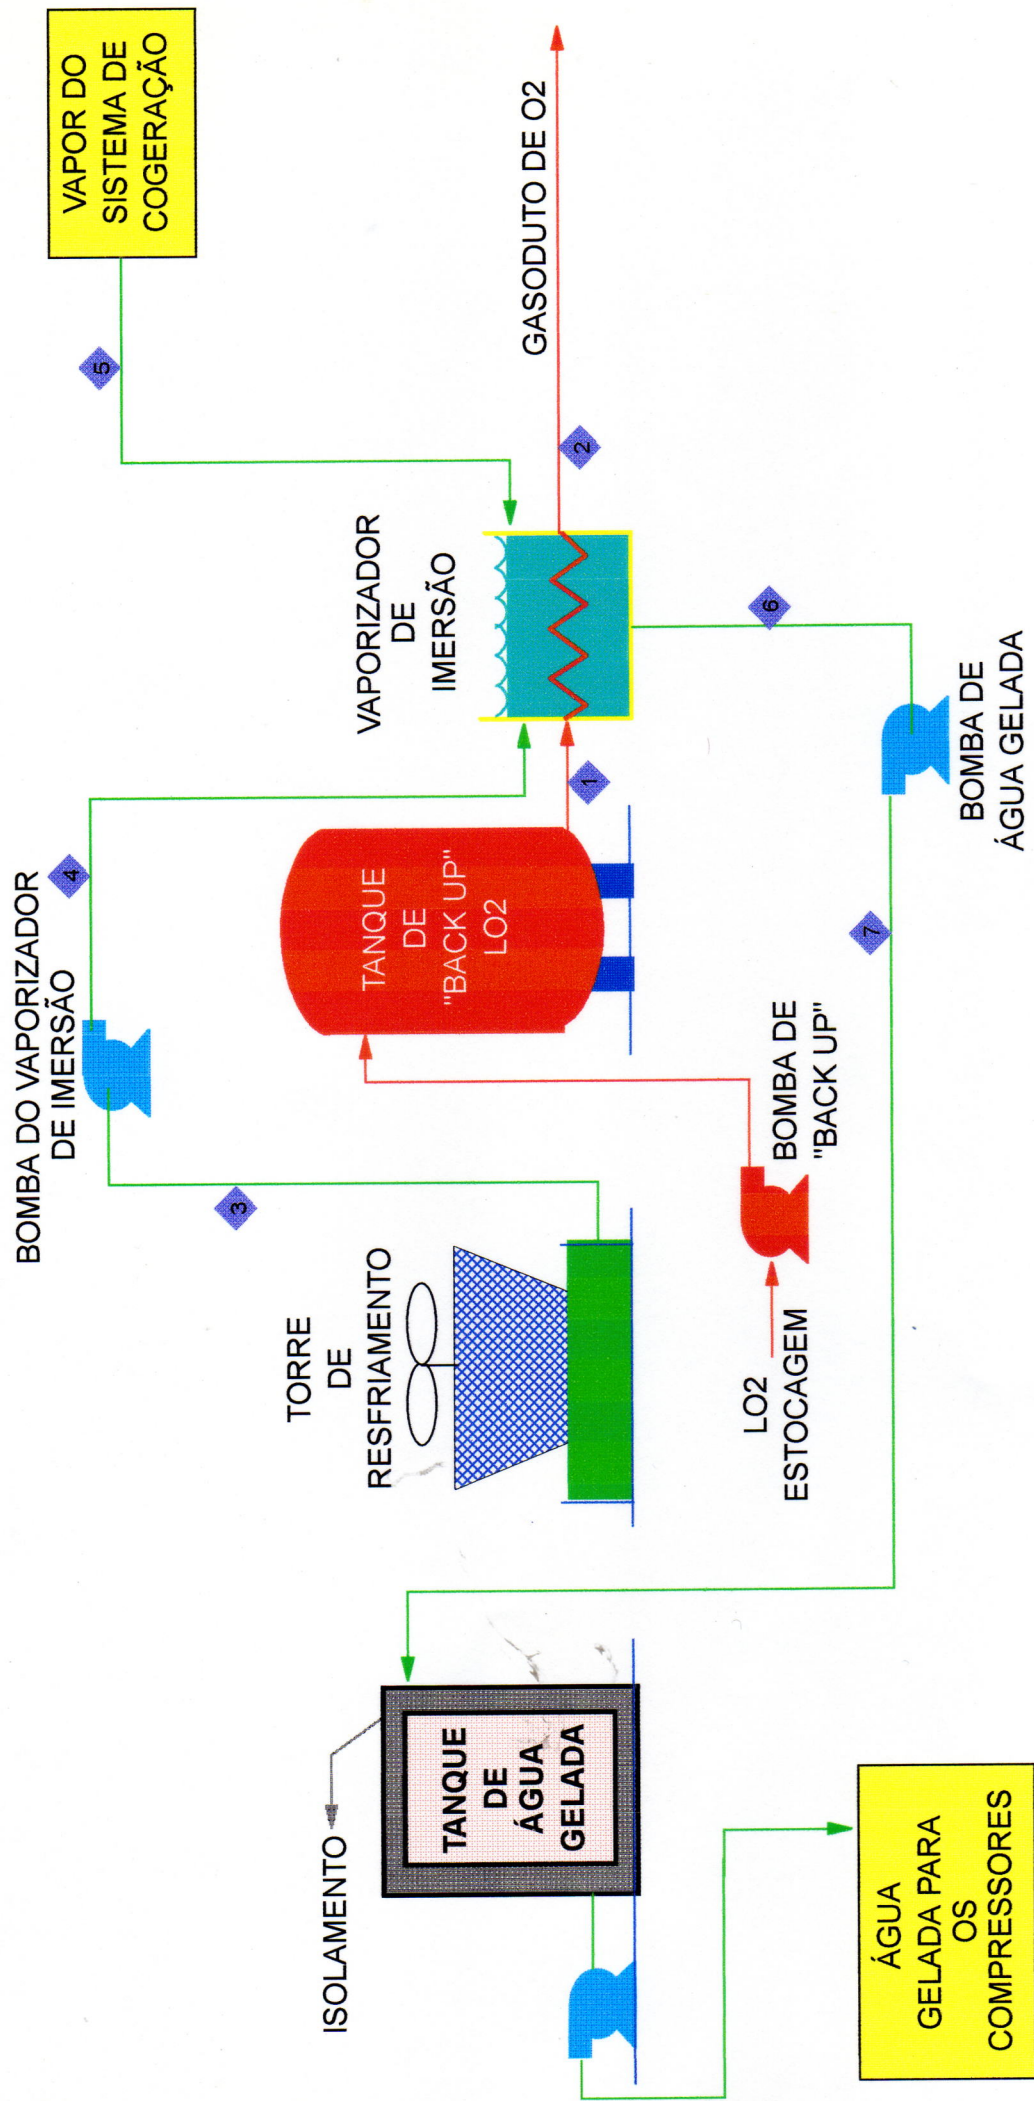 VAPOR DO
SISTEMA DE
COGERAÇÃO
5
BOMBA DO VAPORIZADOR
DE IMERSÃO
4
3
VAPORIZADOR
DE
IMERSÃO
GASODUTO DE O2
2
1
TANQUE
DE
"BACK UP"
LO2
TORRE
DE
RESFRIAMENTO
ISOLAMENTO
TANQUE
DE
ÁGUA
GELADA
LO2
ESTOCAGEM
BOMBA DE
"BACK UP"
6
BOMBA DE
ÁGUA GELADA
7
ÁGUA
GELADA PARA
OS
COMPRESSORES